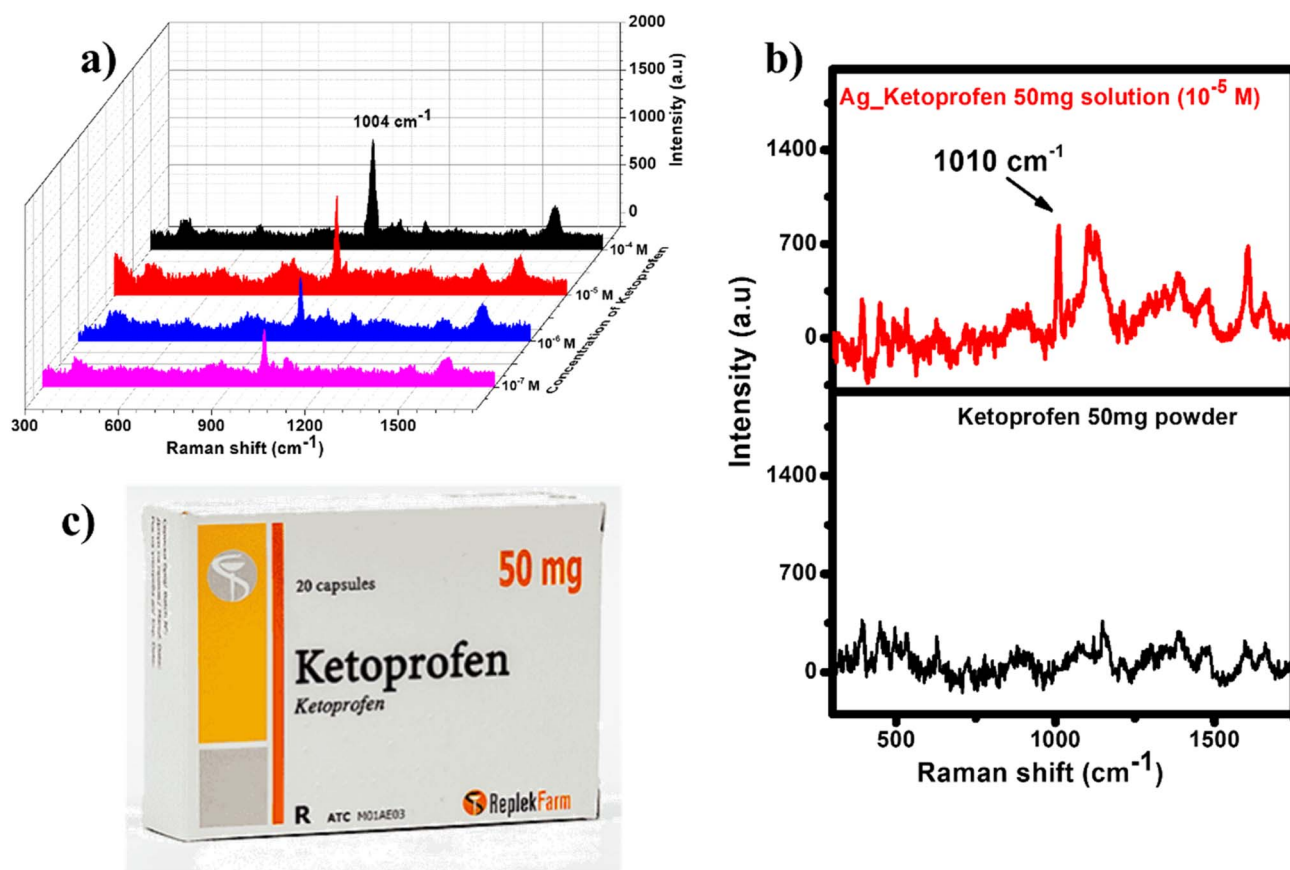 a)
1004 cm⁻¹
2000
1500
1000
500
0
Intensity (a.u)
10⁻⁴ M
10⁻⁵ M
10⁻⁶ M
10⁻⁷ M
Concentration of Ketoprofen
300 600 900 1200 1500
Raman shift (cm⁻¹)
b)
Ag_Ketoprofen 50mg solution (10⁻⁵ M)
1010 cm⁻¹
1400
700
0
Ketoprofen 50mg powder
1400
700
0
Intensity (a.u)
500 1000 1500
Raman shift (cm⁻¹)
c)
20 capsules
50 mg
Ketoprofen
Ketoprofen
R ATC M01AE03
ReplekFarm